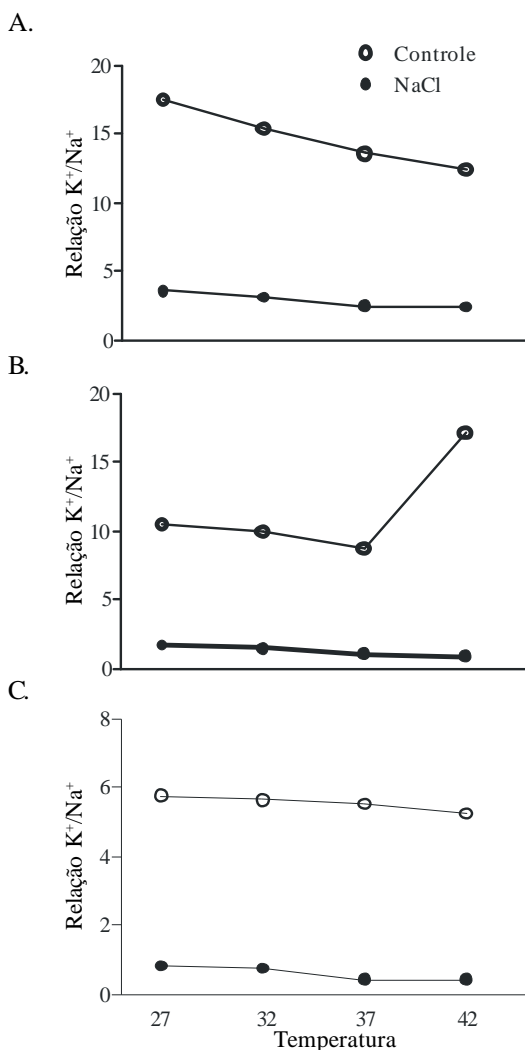 A.
Controle
NaCl
20
15
10
5
0
Relação K⁺/Na⁺
B.
20
15
10
5
0
Relação K⁺/Na⁺
C.
8
6
4
2
0
Relação K⁺/Na⁺
27 32 37 42
Temperatura